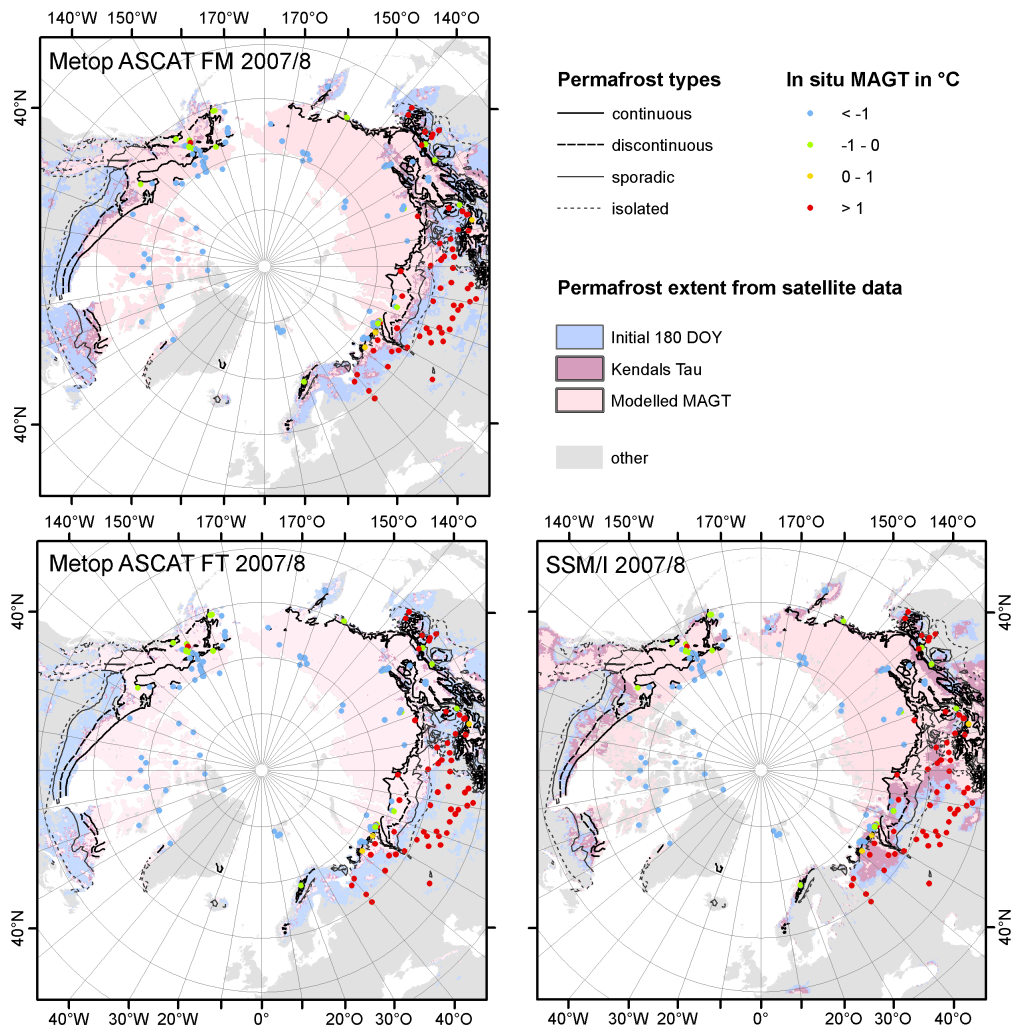 140°W 150°W 170°W 170°O 150°O 140°O
Metop ASCAT FM 2007/8
40°N
40°N
Permafrost types
continuous
discontinuous
sporadic
isolated
In situ MAGT in °C
< -1
-1 - 0
0 - 1
> 1
Permafrost extent from satellite data
Initial 180 DOY
Kendals Tau
Modelled MAGT
other
140°W 150°W 170°W 170°O 150°O 140°O
Metop ASCAT FT 2007/8
40°N
40°N
40°W 30°W 20°W 0° 20°O 30°O 40°O
140°W 150°W 170°W 170°O 150°O 140°O
SSM/I 2007/8
40°N
40°N
40°W 30°W 20°W 0° 20°O 30°O 40°O